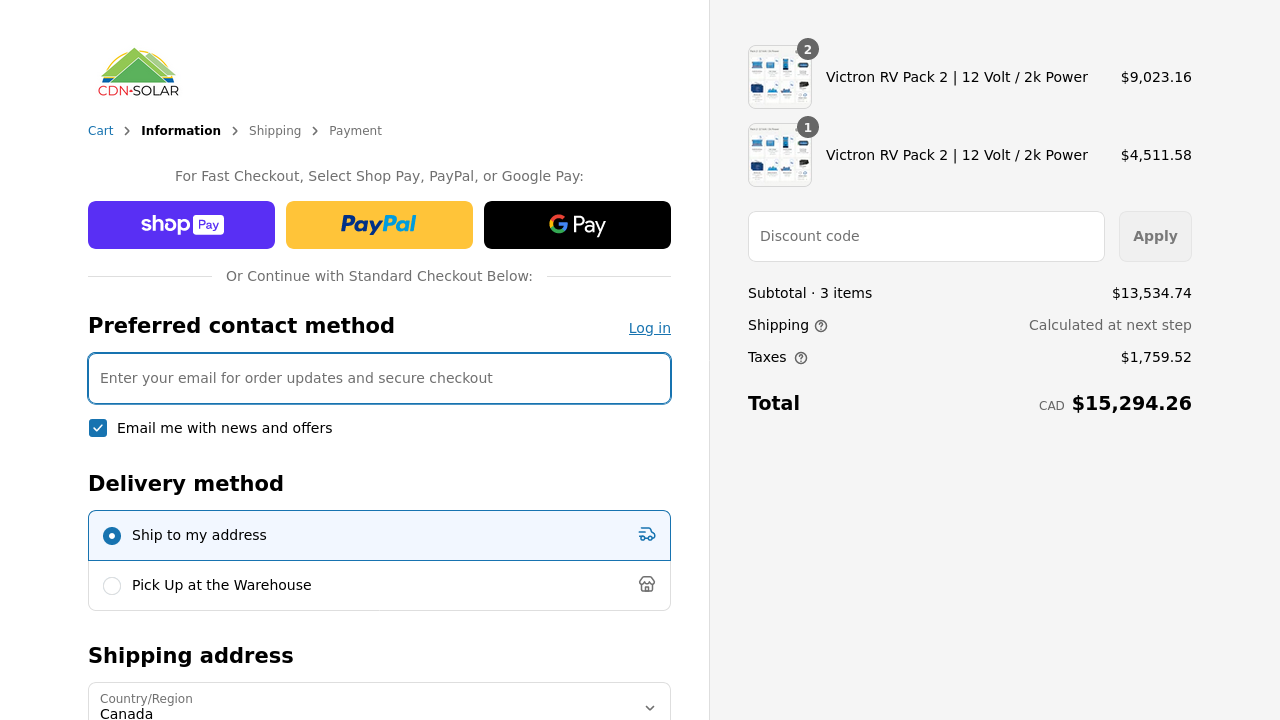 CDN-SOLAR
Cart > Information > Shipping > Payment
For Fast Checkout, Select Shop Pay, PayPal, or Google Pay:
shop Pay
PayPal
G Pay
Or Continue with Standard Checkout Below:
Preferred contact method
Log in
Enter your email for order updates and secure checkout
Email me with news and offers
Delivery method
Ship to my address
Pick Up at the Warehouse
Shipping address
Country/Region
Canada
2
Victron RV Pack 2 | 12 Volt / 2k Power $9,023.16
1
Victron RV Pack 2 | 12 Volt / 2k Power $4,511.58
Discount code
Apply
Subtotal · 3 items $13,534.74
Shipping Calculated at next step
Taxes $1,759.52
Total CAD $15,294.26